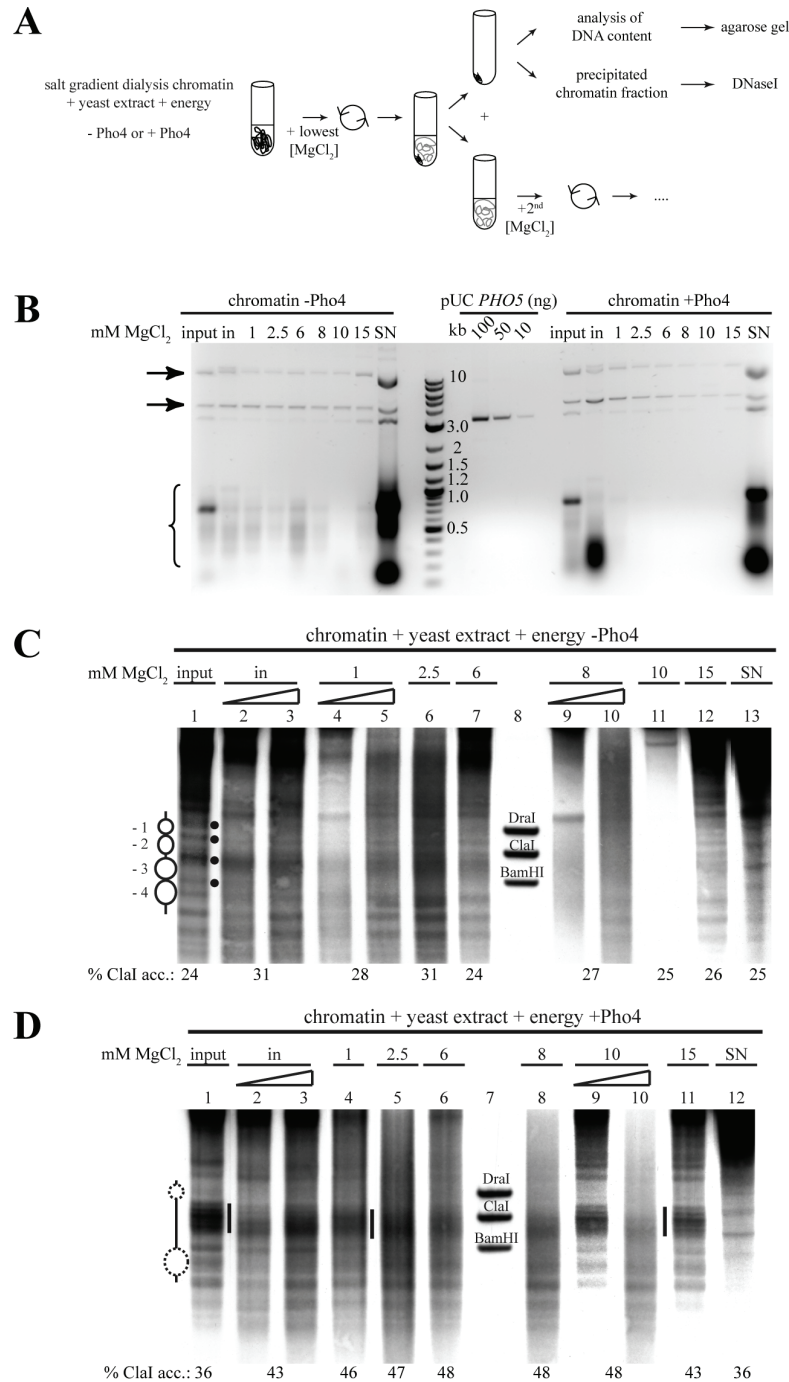 A
salt gradient dialysis chromatin
+ yeast extract + energy
- Pho4 or + Pho4
+ lowest
[MgCl2]
+
analysis of
DNA content
agarose gel
precipitated
chromatin fraction
DNaseI
+2nd
[MgCl2]
....
B
chromatin -Pho4
pUC PHO5 (ng)
chromatin +Pho4
mM MgCl2 input in 1 2.5 6 8 10 15 SN
kb 100 50 10
input in 1 2.5 6 8 10 15 SN
10
3.0
2
1.5
1.2
1.0
0.5
C
chromatin + yeast extract + energy -Pho4
mM MgCl2 input in 1 2.5 6 8 10 15 SN
1 2 3 4 5 6 7 8 9 10 11 12 13
- 1
- 2
- 3
- 4
DraI
ClaI
BamHI
% ClaI acc.: 24 31 28 31 24 27 25 26 25
D
chromatin + yeast extract + energy +Pho4
mM MgCl2 input in 1 2.5 6 8 10 15 SN
1 2 3 4 5 6 7 8 9 10 11 12
DraI
ClaI
BamHI
% ClaI acc.: 36 43 46 47 48 48 48 43 36